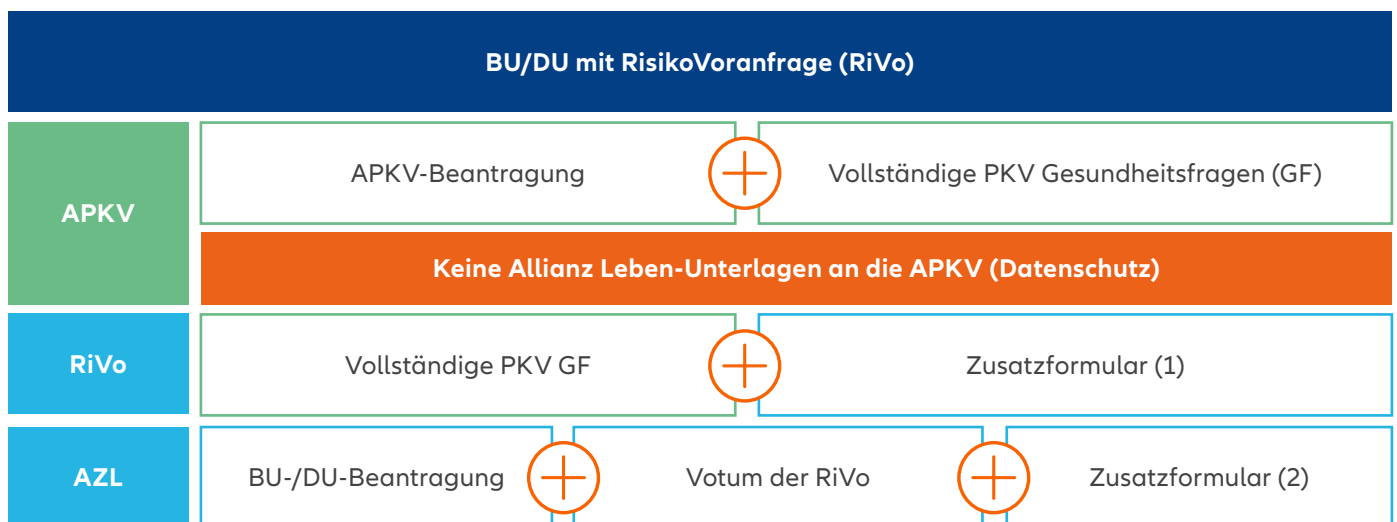 BU/DU mit RisikoVoranfrage (RiVo)
APKV
APKV-Beantragung
Vollständige PKV Gesundheitsfragen (GF)
Keine Allianz Leben-Unterlagen an die APKV (Datenschutz)
RiVo
Vollständige PKV GF
Zusatzformular (1)
AZL
BU-/DU-Beantragung
Votum der RiVo
Zusatzformular (2)